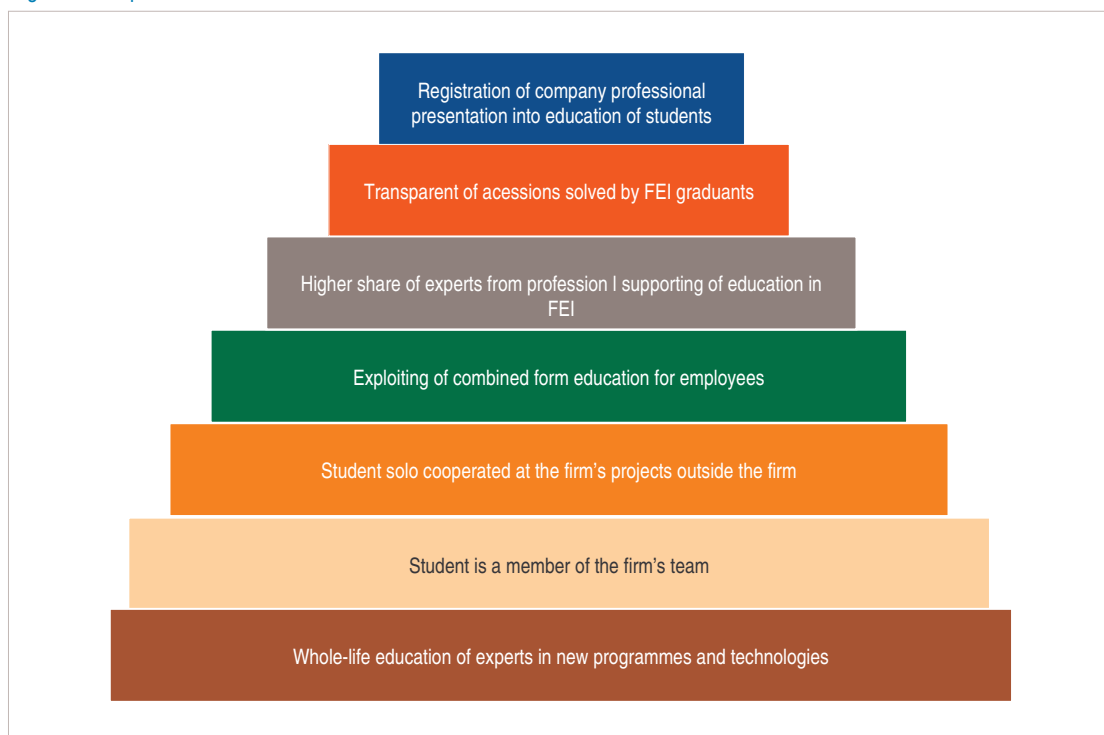 Registration of company professional
presentation into education of students
Transparent of acessions solved by FEI graduants
Higher share of experts from profession I supporting of education in
FEI
Exploiting of combined form education for employees
Student solo cooperated at the firm's projects outside the firm
Student is a member of the firm's team
Whole-life education of experts in new programmes and technologies